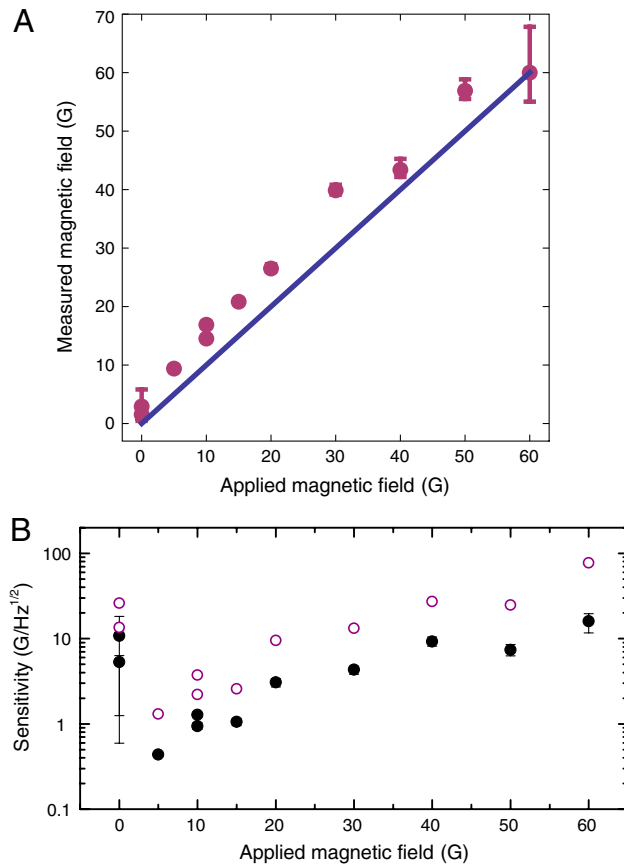 A
Measured magnetic field (G)
70
60
50
40
30
20
10
0
0 10 20 30 40 50 60
Applied magnetic field (G)
B
Sensitivity (G/Hz^1/2)
100
10
1
0.1
0 10 20 30 40 50 60
Applied magnetic field (G)